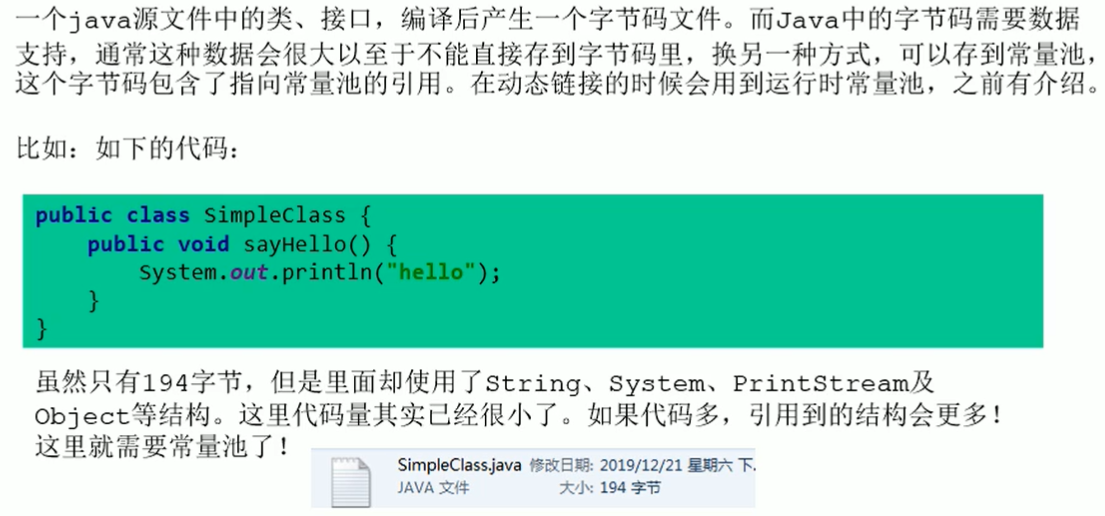 一个java源文件中的类、接口，编译后产生一个字节码文件。而Java中的字节码需要数据
支持，通常这种数据会很大以至于不能直接存到字节码里，换另一种方式，可以存到常量池，
这个字节码包含了指向常量池的引用。在动态链接的时候会用到运行时常量池，之前有介绍。
比如：如下的代码：
public class SimpleClass {
    public void sayHello() {
        System.out.println("hello");
    }
}
虽然只有194字节，但是里面却使用了String、System、PrintStream及
Object等结构。这里代码量其实已经很小了。如果代码多，引用到的结构会更多！
这里就需要常量池了！
SimpleClass.java 修改日期: 2019/12/21 星期六 下.
JAVA 文件 大小: 194 字节